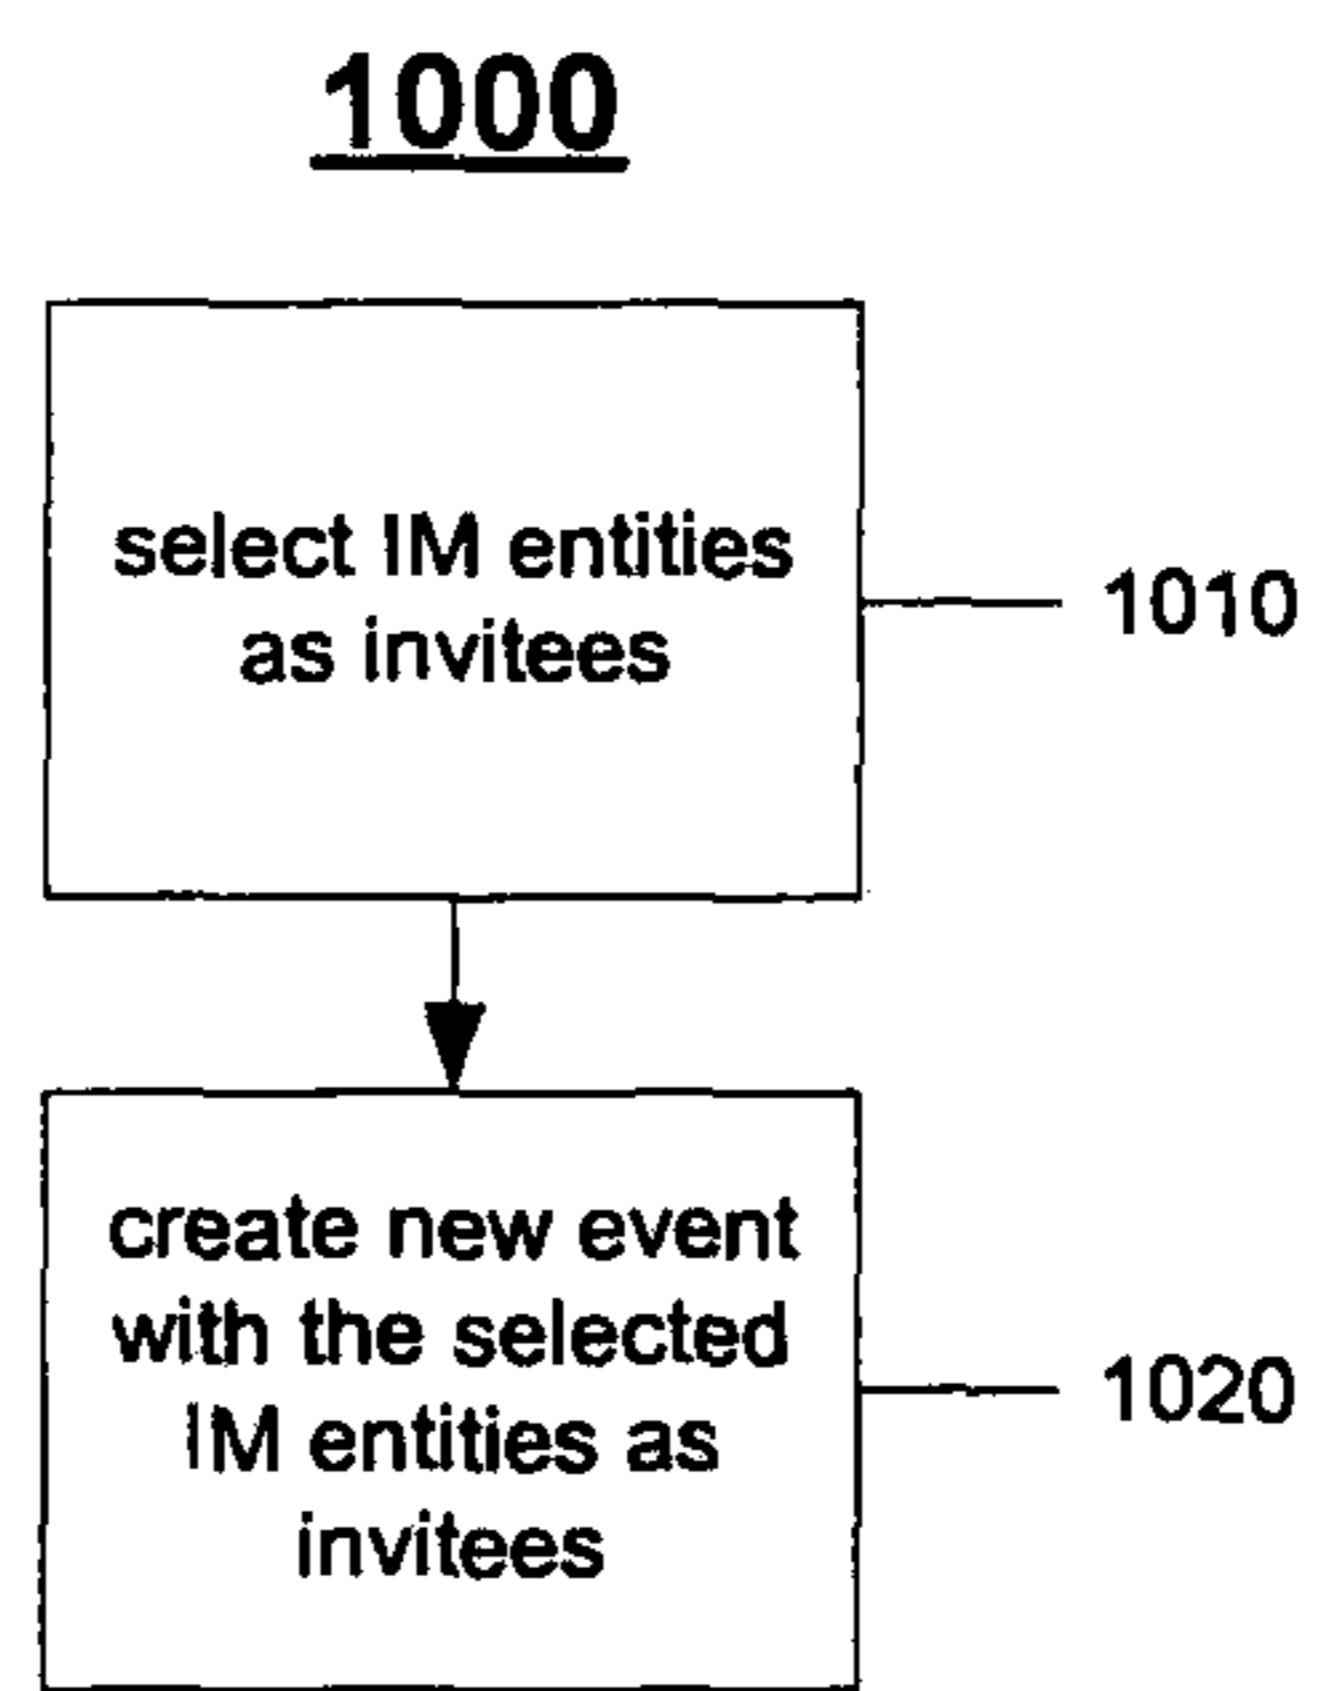 1000
select IM entities
as invitees
1010
create new event
with the selected
IM entities as
invitees
1020